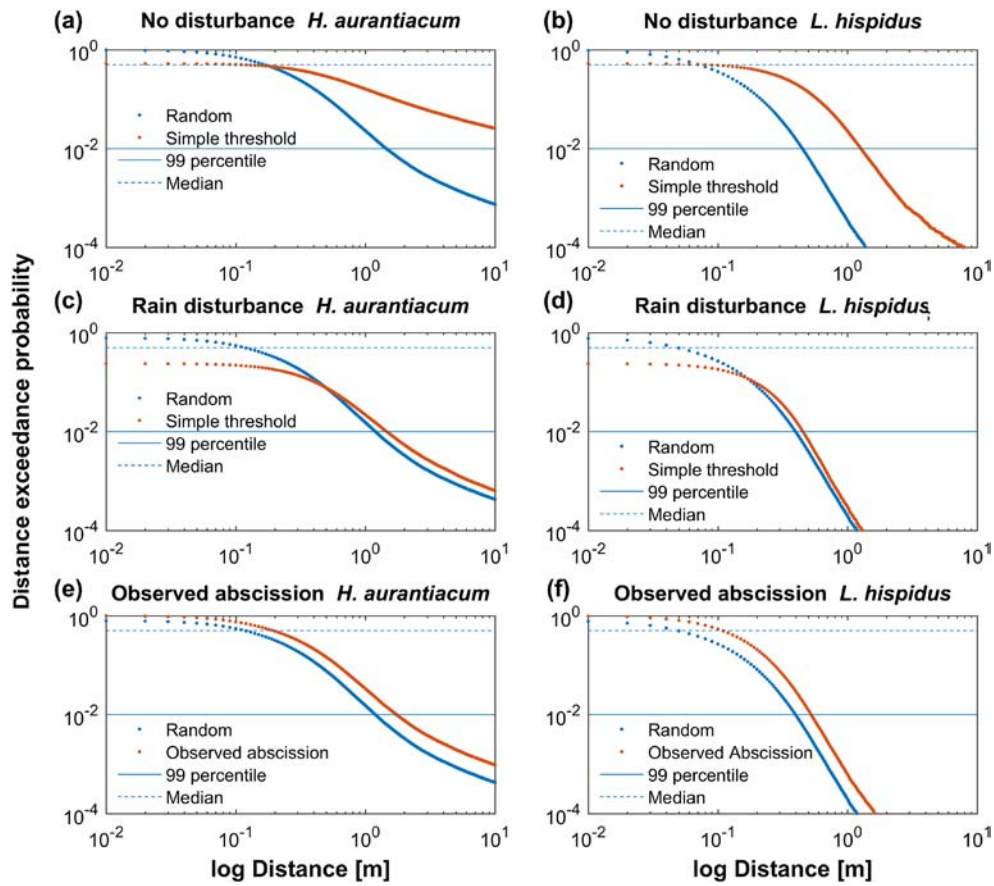 (a) No disturbance H. aurantiacum
10^0
10^-2
10^-4
Random
Simple threshold
99 percentile
Median
10^-2 10^-1 10^0 10^1
(b) No disturbance L. hispidus
10^0
10^-2
10^-4
Random
Simple threshold
99 percentile
Median
10^-2 10^-1 10^0 10^1
(c) Rain disturbance H. aurantiacum
10^0
10^-2
10^-4
Random
Simple threshold
99 percentile
Median
10^-2 10^-1 10^0 10^1
(d) Rain disturbance L. hispidus;
10^0
10^-2
10^-4
Random
Simple threshold
99 percentile
Median
10^-2 10^-1 10^0 10^1
(e) Observed abscission H. aurantiacum
10^0
10^-2
10^-4
Random
Observed abscission
99 percentile
Median
10^-2 10^-1 10^0 10^1
log Distance [m]
(f) Observed abscission L. hispidus
10^0
10^-2
10^-4
Random
Observed Abscission
99 percentile
Median
10^-2 10^-1 10^0 10^1
log Distance [m]
Distance exceedance probability